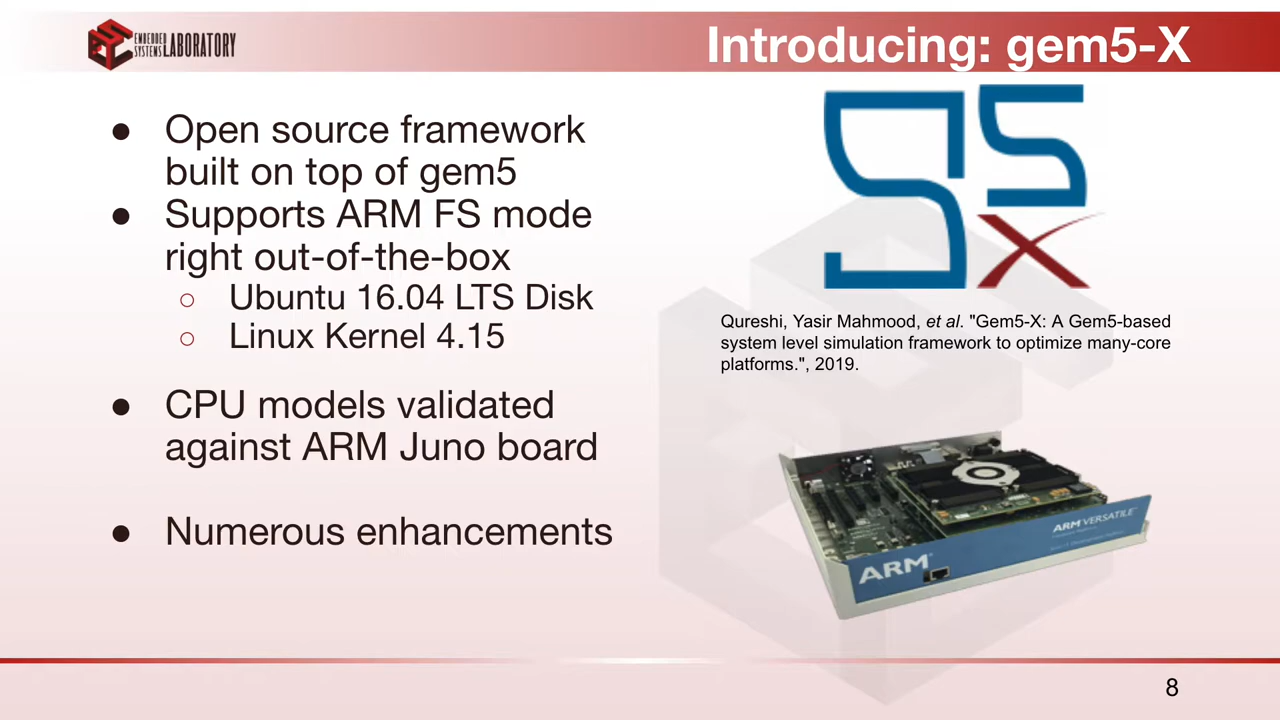 EMBEDDED
SYSTEMS LABORATORY
Introducing: gem5-X
● Open source framework
built on top of gem5
● Supports ARM FS mode
right out-of-the-box
○ Ubuntu 16.04 LTS Disk
○ Linux Kernel 4.15
● CPU models validated
against ARM Juno board
● Numerous enhancements
g5
X
Qureshi, Yasir Mahmood, et al. "Gem5-X: A Gem5-based
system level simulation framework to optimize many-core
platforms.", 2019.
ARM VERSATILE™
ARM®
8